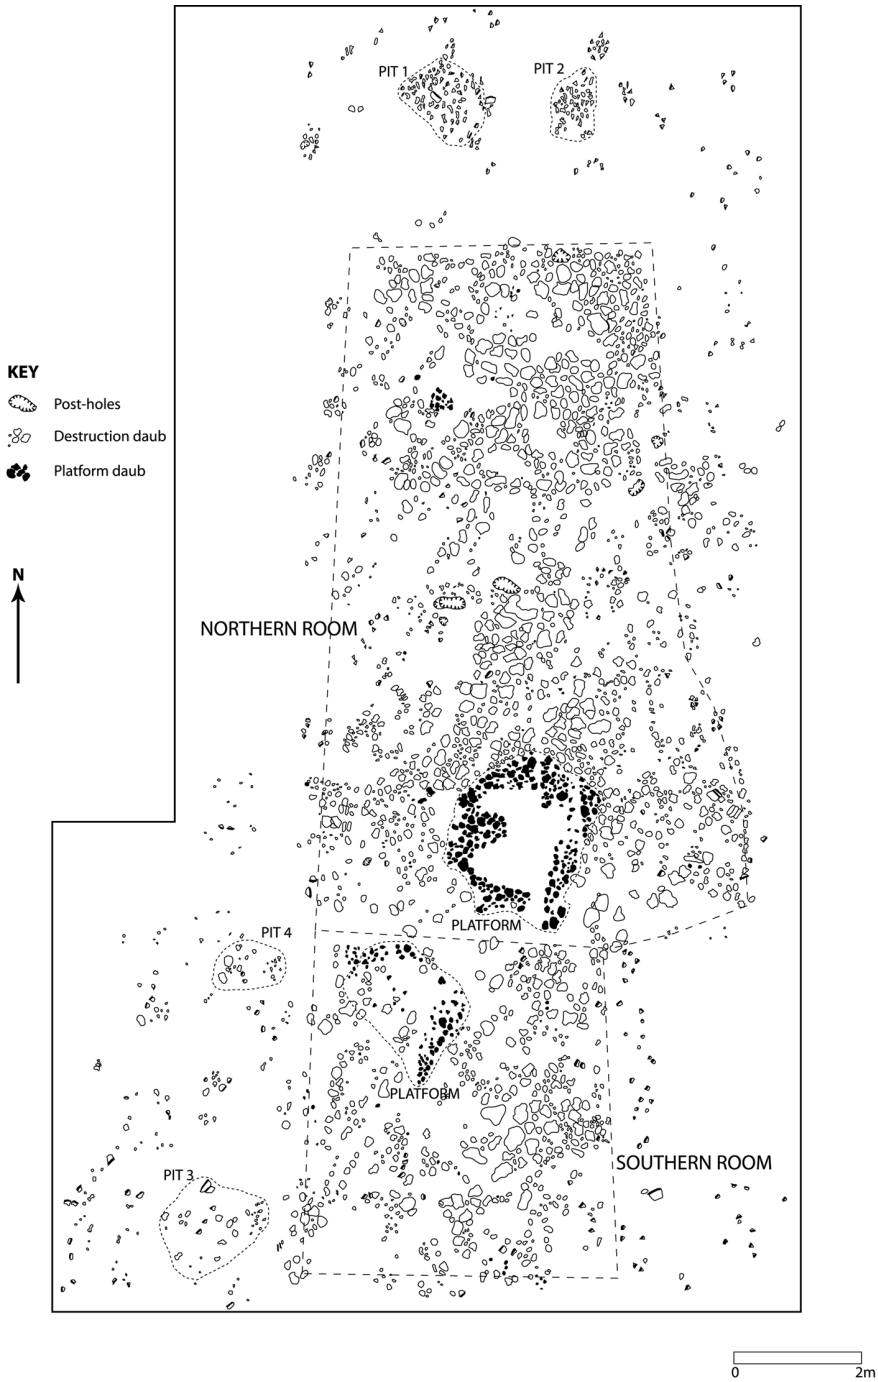 PIT 1
PIT 2
KEY
Post-holes
Destruction daub
Platform daub
N
NORTHERN ROOM
PLATFORM
PIT 4
PLATFORM
SOUTHERN ROOM
PIT 3
0
2m